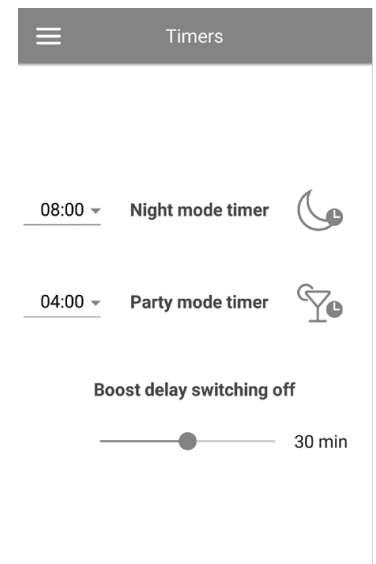 Timers
08:00 Night mode timer
04:00 Party mode timer
Boost delay switching off
30 min